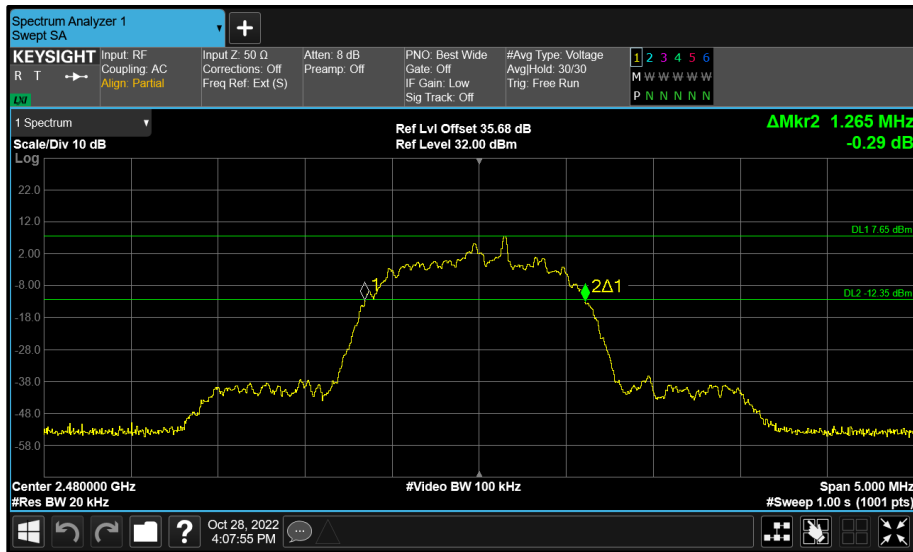 Spectrum Analyzer 1
Swept SA
+
KEYSIGHT
R T
LXI
Input: RF
Coupling: AC
Align: Partial
Input Z: 50 Ω
Corrections: Off
Freq Ref: Ext (S)
Atten: 8 dB
Preamp: Off
PNO: Best Wide
Gate: Off
IF Gain: Low
Sig Track: Off
#Avg Type: Voltage
Avg|Hold: 30/30
Trig: Free Run
1 2 3 4 5 6
M W W W W W
P N N N N N
1 Spectrum
Scale/Div 10 dB
Log
Ref Lvl Offset 35.68 dB
Ref Level 32.00 dBm
ΔMkr2 1.265 MHz
-0.29 dB
22.0
12.0
DL1 7.65 dBm
2.00
-8.00
1
2Δ1
DL2 -12.35 dBm
-18.0
-28.0
-38.0
-48.0
-58.0
Center 2.480000 GHz
#Video BW 100 kHz
Span 5.000 MHz
#Res BW 20 kHz
#Sweep 1.00 s (1001 pts)
?
Oct 28, 2022
4:07:55 PM